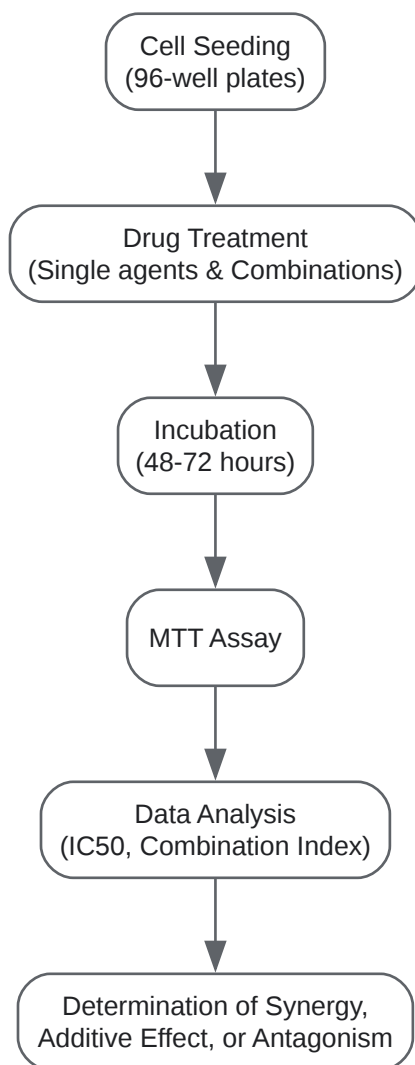 Cell Seeding
(96-well plates)
Drug Treatment
(Single agents & Combinations)
Incubation
(48-72 hours)
MTT Assay
Data Analysis
(IC50, Combination Index)
Determination of Synergy,
Additive Effect, or Antagonism